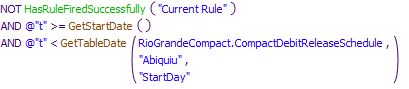 NOT HasRuleFiredSuccessfully ( "Current Rule" )
AND @"t" >= GetStartDate ( )
AND @"t" < GetTableDate ( RioGrandeCompact.CompactDebitReleaseSchedule ,
"Abiquiu" ,
"StartDay" )